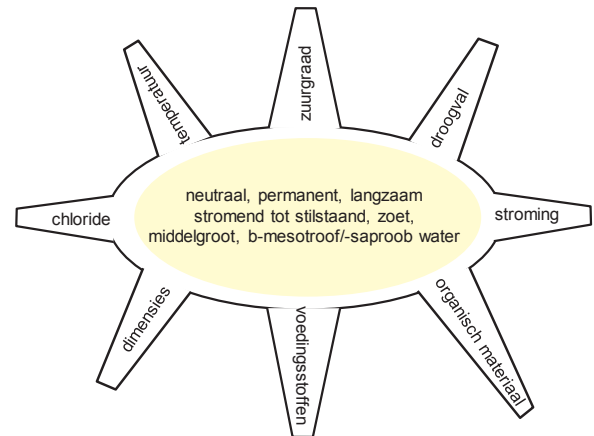 zuurgraad
temperatuur
droogval
chloride
neutraal, permanent, langzaam
stromend tot stilstaand, zoet,
middelgroot, b-mesotroof/-saproob water
stroming
dimensies
voedingsstoffen
organisch materiaal